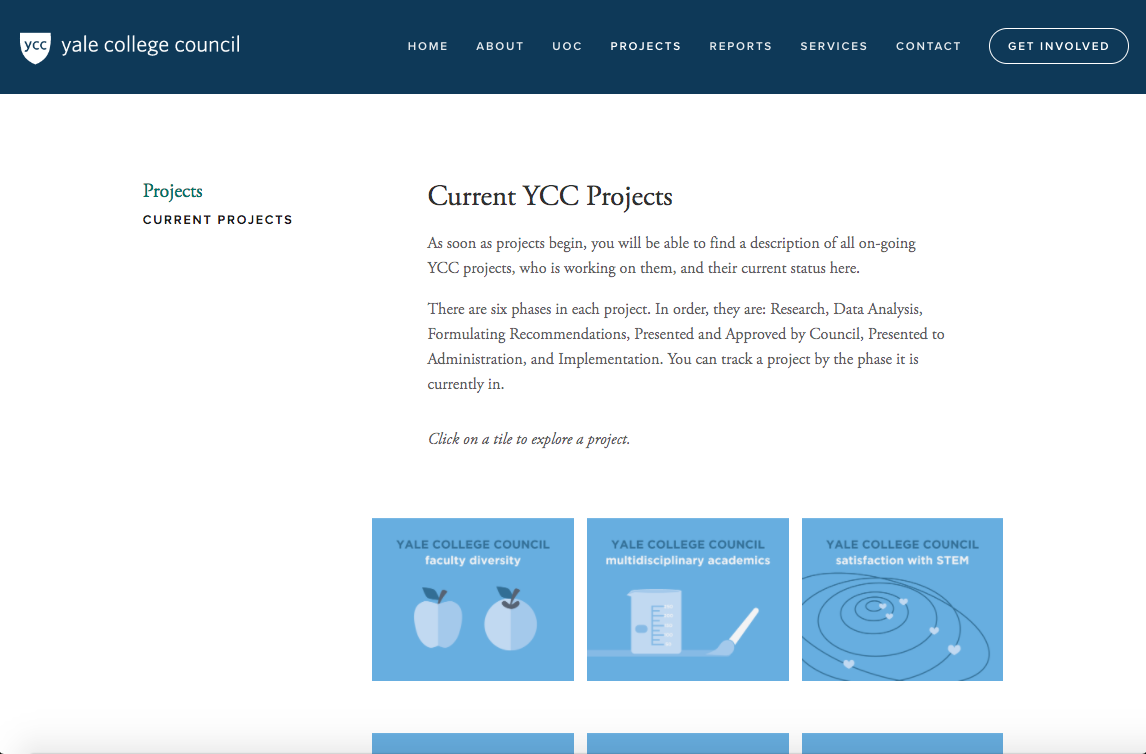 ycc yale college council
HOME ABOUT UOC PROJECTS REPORTS SERVICES CONTACT GET INVOLVED
Projects
CURRENT PROJECTS
Current YCC Projects
As soon as projects begin, you will be able to find a description of all on-going
YCC projects, who is working on them, and their current status here.
There are six phases in each project. In order, they are: Research, Data Analysis,
Formulating Recommendations, Presented and Approved by Council, Presented to
Administration, and Implementation. You can track a project by the phase it is
currently in.
Click on a tile to explore a project.
YALE COLLEGE COUNCIL
faculty diversity
YALE COLLEGE COUNCIL
multidisciplinary academics
YALE COLLEGE COUNCIL
satisfaction with STEM